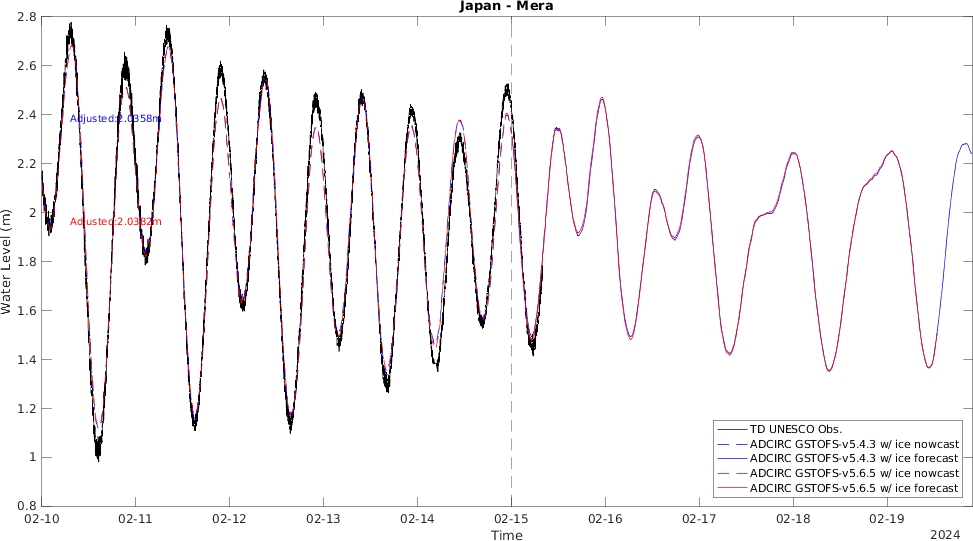 Japan - Mera
Water Level (m)
2.8
2.6
2.4
2.2
2
1.8
1.6
1.4
1.2
1
0.8
Adjusted:2.0358m
Adjusted:2.0382m
TD UNESCO Obs.
ADCIRC GSTOFS-v5.4.3 w/ ice nowcast
ADCIRC GSTOFS-v5.4.3 w/ ice forecast
ADCIRC GSTOFS-v5.6.5 w/ ice nowcast
ADCIRC GSTOFS-v5.6.5 w/ ice forecast
02-10 02-11 02-12 02-13 02-14 02-15 02-16 02-17 02-18 02-19
Time
2024